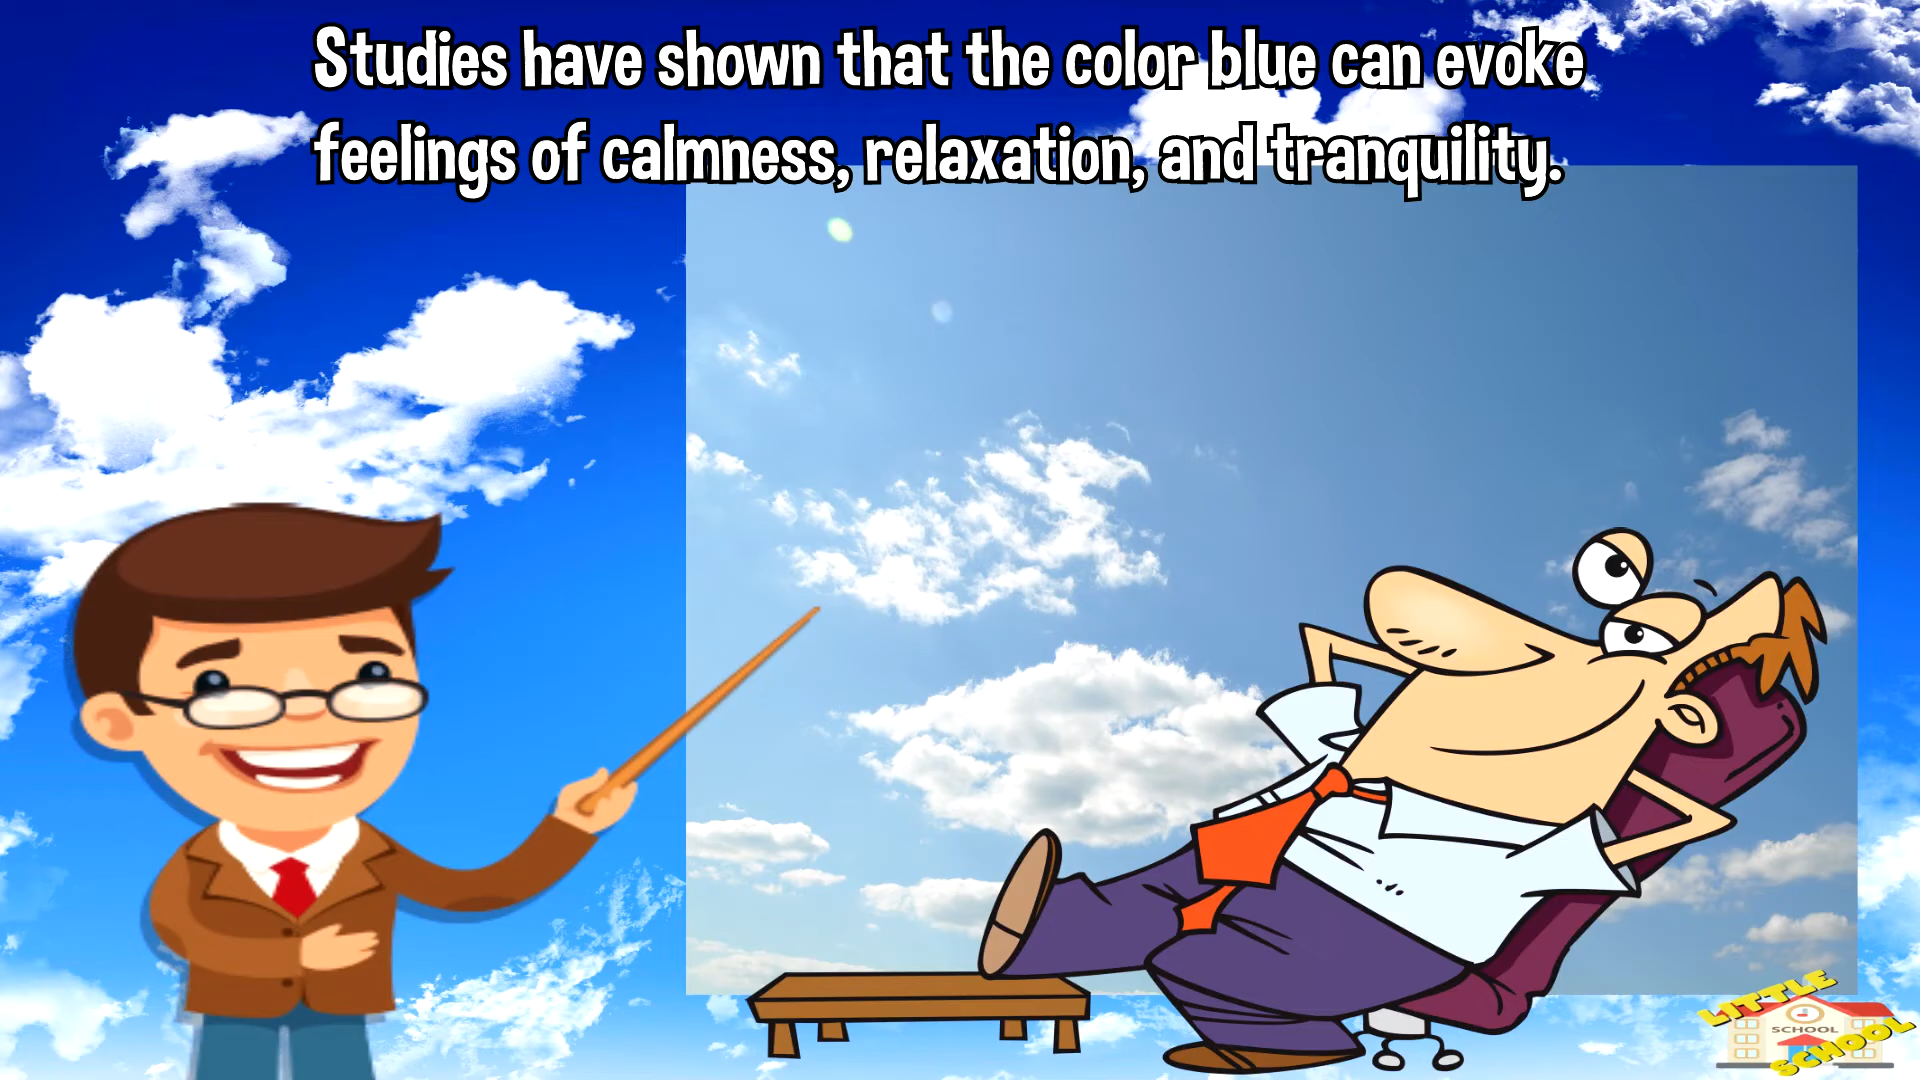 Studies have shown that the color blue can evoke
feelings of calmness, relaxation, and tranquility.
LITTLE
SCHOOL
SCHOOL